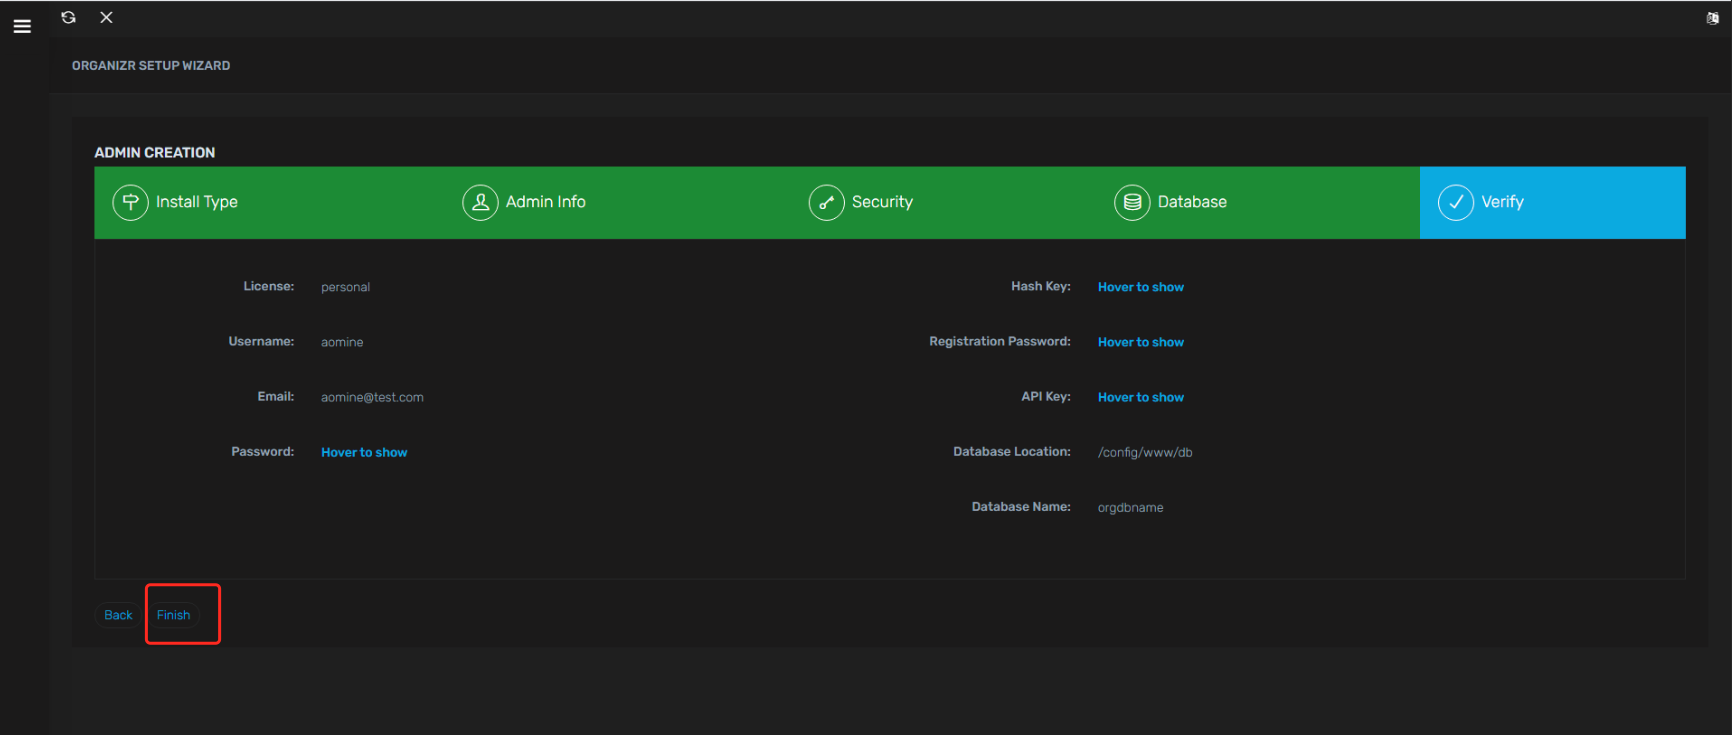 ORGANIZR SETUP WIZARD
ADMIN CREATION
Install Type
Admin Info
Security
Database
Verify
License: personal
Username: aomine
Email: aomine@test.com
Password: Hover to show
Hash Key: Hover to show
Registration Password: Hover to show
API Key: Hover to show
Database Location: /config/www/db
Database Name: orgdbname
Back
Finish